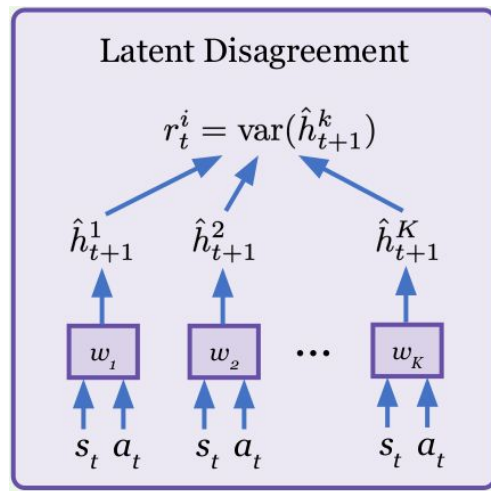 Latent Disagreement
r_t^i = var(ĥ_{t+1}^k)
ĥ_{t+1}^1 ĥ_{t+1}^2 ĥ_{t+1}^K
w_1 w_2 ... w_K
s_t a_t s_t a_t s_t a_t